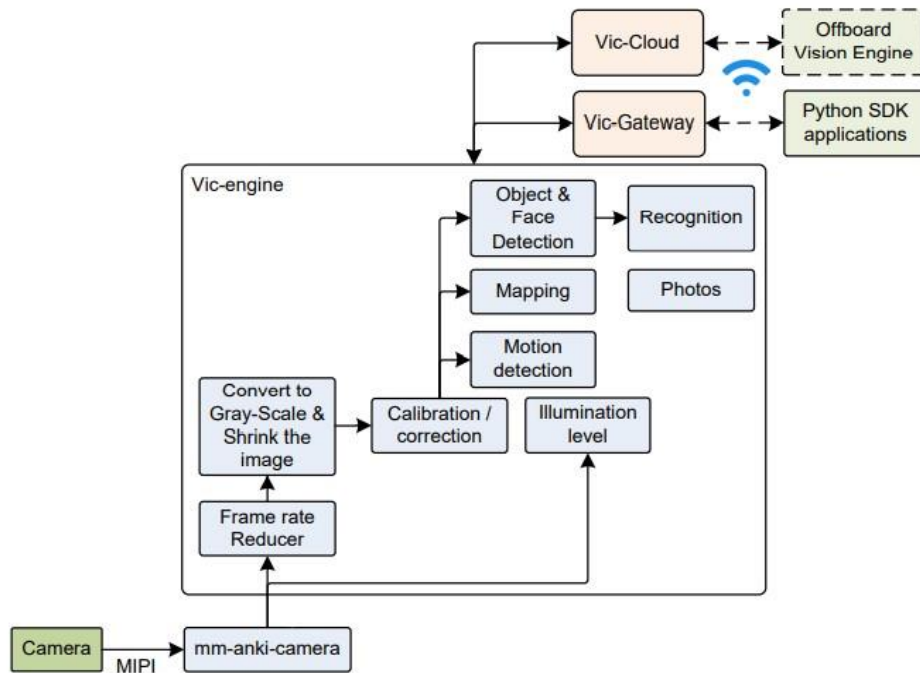 Vic-Cloud
Offboard
Vision Engine
Vic-Gateway
Python SDK
applications
Vic-engine
Object &
Face
Detection
Recognition
Mapping
Photos
Motion
detection
Convert to
Gray-Scale &
Shrink the
image
Calibration /
correction
Illumination
level
Frame rate
Reducer
Camera
MIPI
mm-anki-camera